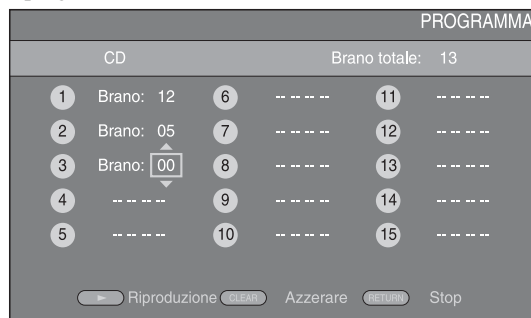 PROGRAMMA
CD Brano totale: 13
1 Brano: 12 6 -- -- -- -- 11 -- -- -- --
2 Brano: 05 7 -- -- -- -- 12 -- -- -- --
3 Brano: 00 8 -- -- -- -- 13 -- -- -- --
4 -- -- -- -- 9 -- -- -- -- 14 -- -- -- --
5 -- -- -- -- 10 -- -- -- -- 15 -- -- -- --
Riproduzione CLEAR Azzerare RETURN Stop